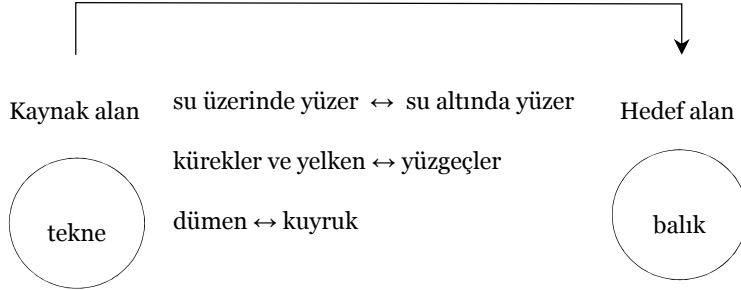 Kaynak alan
su üzerinde yüzer ↔ su altında yüzer
Hedef alan
kürekler ve yelken ↔ yüzgeçler
tekne
dümen ↔ kuyruk
balık